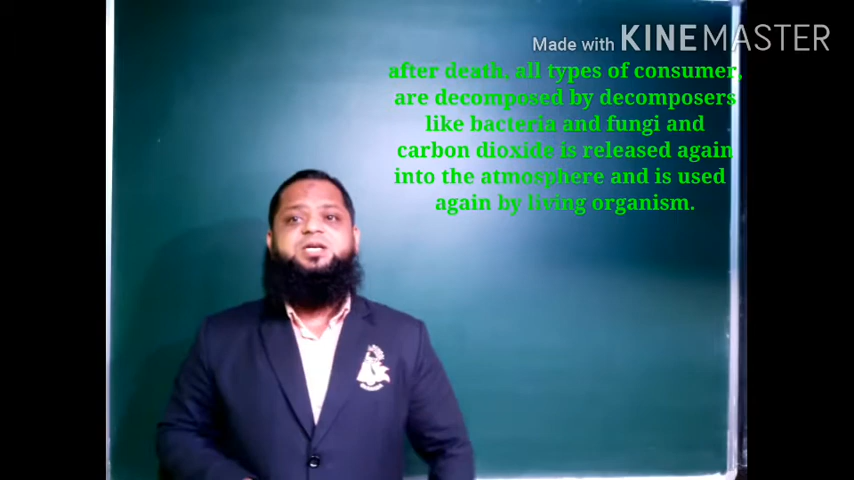 Made with KINEMASTER
after death, all types of consumer,
are decomposed by decomposers
like bacteria and fungi and
carbon dioxide is released again
into the atmosphere and is used
again by living organism.